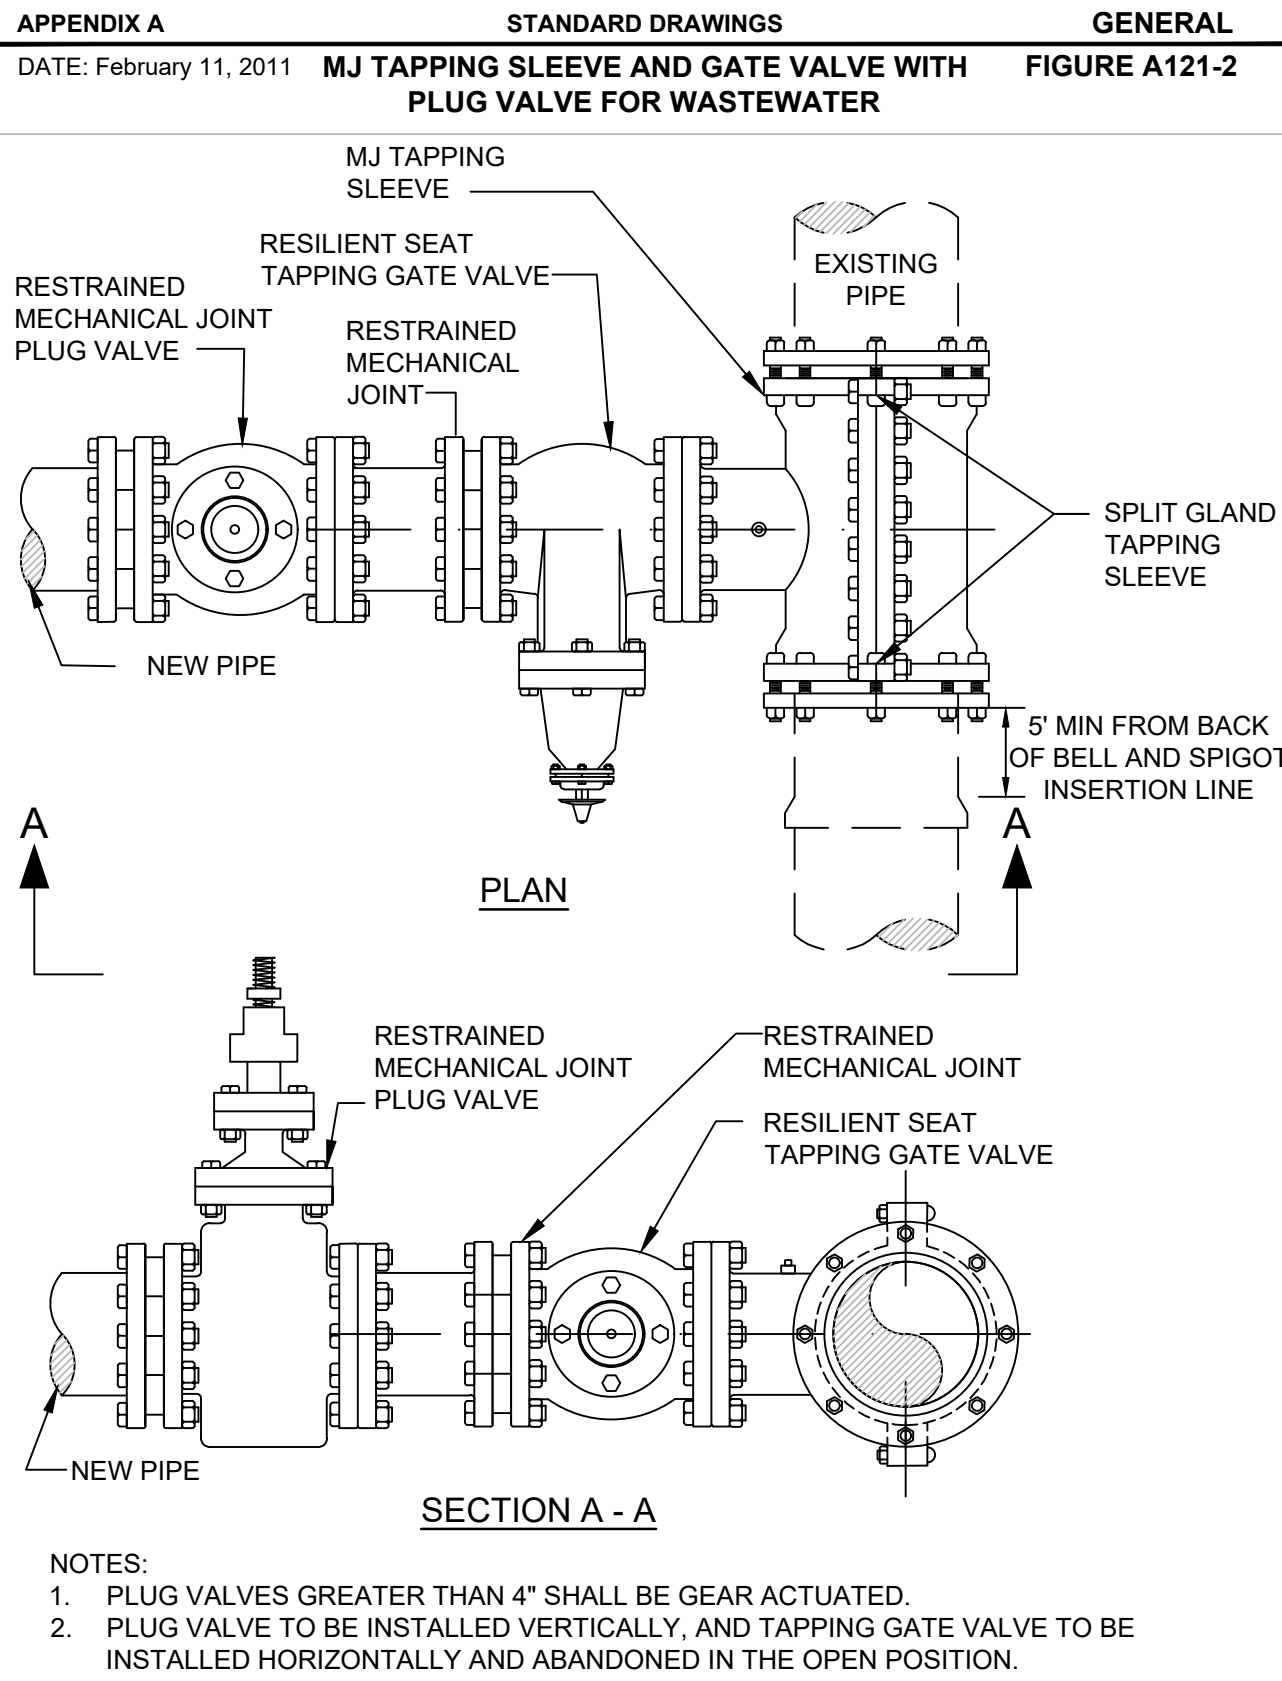 APPENDIX A
STANDARD DRAWINGS
GENERAL
DATE: February 11, 2011
MJ TAPPING SLEEVE AND GATE VALVE WITH
PLUG VALVE FOR WASTEWATER
FIGURE A121-2
MJ TAPPING
SLEEVE
RESILIENT SEAT
TAPPING GATE VALVE
RESTRAINED
MECHANICAL JOINT
PLUG VALVE
RESTRAINED
MECHANICAL
JOINT
EXISTING
PIPE
SPLIT GLAND
TAPPING
SLEEVE
NEW PIPE
5' MIN FROM BACK
OF BELL AND SPIGOT
INSERTION LINE
A
A
PLAN
RESTRAINED
MECHANICAL JOINT
PLUG VALVE
RESTRAINED
MECHANICAL JOINT
RESILIENT SEAT
TAPPING GATE VALVE
NEW PIPE
SECTION A - A
NOTES:
1. PLUG VALVES GREATER THAN 4" SHALL BE GEAR ACTUATED.
2. PLUG VALVE TO BE INSTALLED VERTICALLY, AND TAPPING GATE VALVE TO BE
INSTALLED HORIZONTALLY AND ABANDONED IN THE OPEN POSITION.